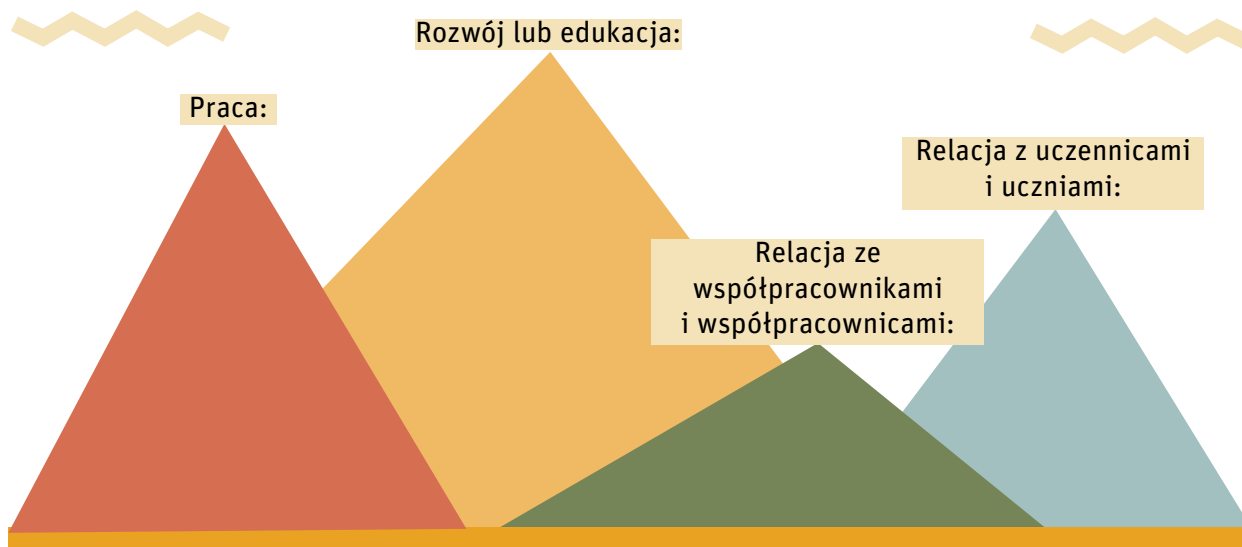 Rozwój lub edukacja:
Praca:
Relacja z uczennicami
i uczniami:
Relacja ze
współpracownikami
i współpracownicami: